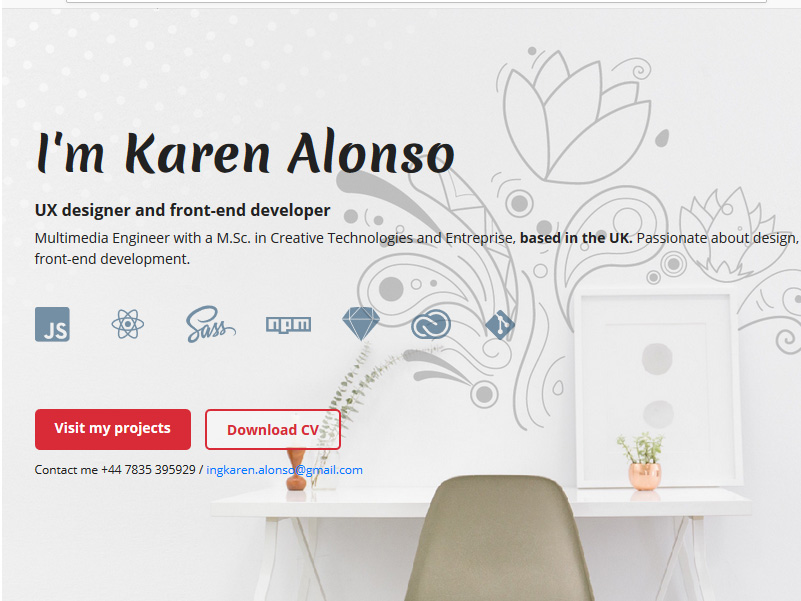 I'm Karen Alonso
UX designer and front-end developer
Multimedia Engineer with a M.Sc. in Creative Technologies and Entreprise, based in the UK. Passionate about design,
front-end development.
JS
Sass
npm
Visit my projects
Download CV
Contact me +44 7835 395929 / ingkaren.alonso@gmail.com